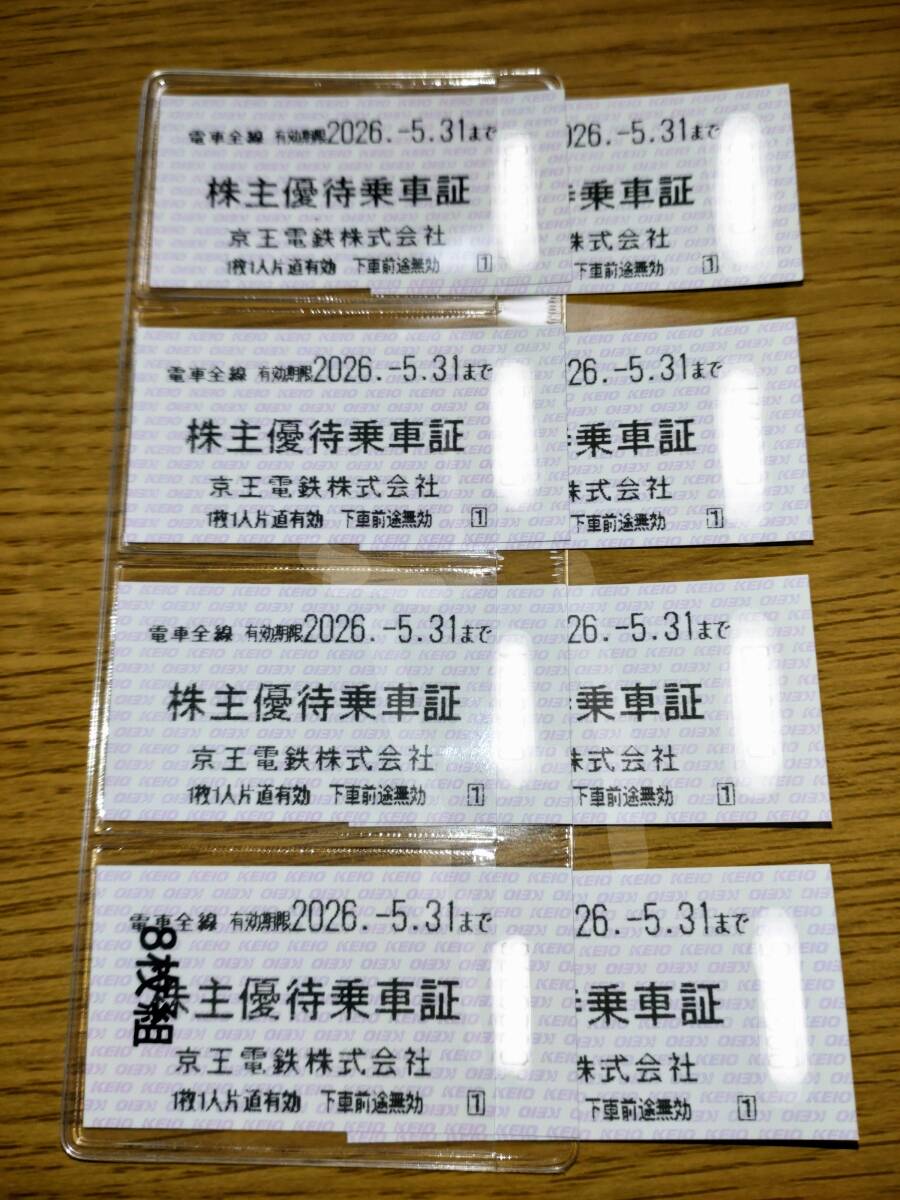 電車全線 有効期限2026.-5.31まで
株主優待乗車証
京王電鉄株式会社
1枚1人片道有効 下車前途無効 1
26.-5.31まで
乗車証
株式会社
下車前途無効 1
電車全線 有効期限2026.-5.31まで
株主優待乗車証
京王電鉄株式会社
1枚1人片道有効 下車前途無効 1
26.-5.31まで
乗車証
株式会社
下車前途無効 1
電車全線 有効期限2026.-5.31まで
株主優待乗車証
京王電鉄株式会社
1枚1人片道有効 下車前途無効 1
26.-5.31まで
乗車証
株式会社
下車前途無効 1
電車全線 有効期限2026.-5.31まで
株主優待乗車証
京王電鉄株式会社
1枚1人片道有効 下車前途無効 1
8枚組
26.-5.31まで
乗車証
株式会社
下車前途無効 1